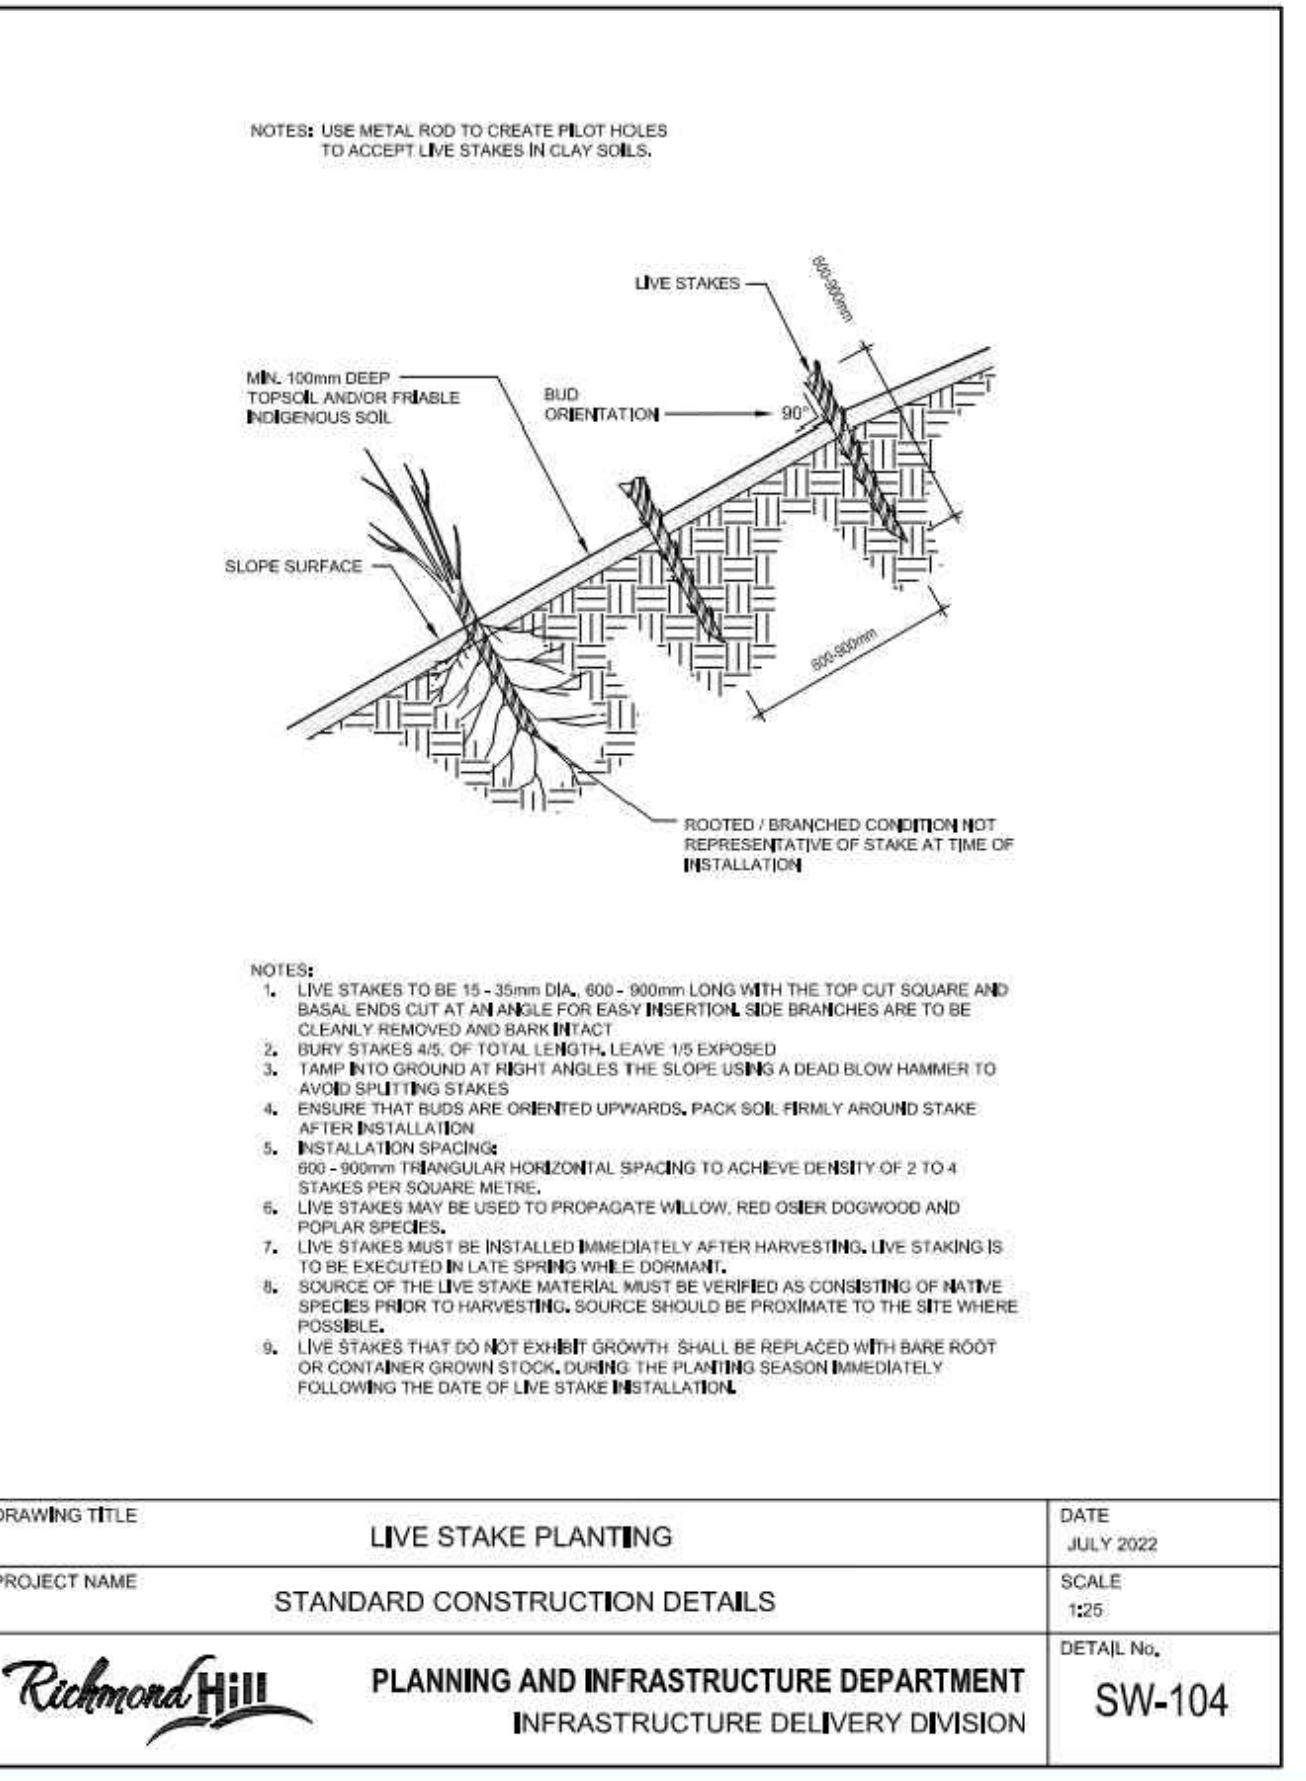 NOTES: USE METAL ROD TO CREATE PILOT HOLES
TO ACCEPT LIVE STAKES IN CLAY SOILS.
LIVE STAKES
600-900mm
MIN. 100mm DEEP
TOPSOIL AND/OR FRIABLE
INDIGENOUS SOIL
BUD
ORIENTATION
90°
SLOPE SURFACE
600-900mm
ROOTED / BRANCHED CONDITION NOT
REPRESENTATIVE OF STAKE AT TIME OF
INSTALLATION
NOTES:
1. LIVE STAKES TO BE 15 - 35mm DIA., 600 - 900mm LONG WITH THE TOP CUT SQUARE AND
BASAL ENDS CUT AT AN ANGLE FOR EASY INSERTION. SIDE BRANCHES ARE TO BE
CLEANLY REMOVED AND BARK INTACT
2. BURY STAKES 4/5, OF TOTAL LENGTH, LEAVE 1/5 EXPOSED
3. TAMP INTO GROUND AT RIGHT ANGLES THE SLOPE USING A DEAD BLOW HAMMER TO
AVOID SPLITTING STAKES
4. ENSURE THAT BUDS ARE ORIENTED UPWARDS. PACK SOIL FIRMLY AROUND STAKE
AFTER INSTALLATION
5. INSTALLATION SPACING:
600 - 900mm TRIANGULAR HORIZONTAL SPACING TO ACHIEVE DENSITY OF 2 TO 4
STAKES PER SQUARE METRE.
6. LIVE STAKES MAY BE USED TO PROPAGATE WILLOW, RED OSIER DOGWOOD AND
POPLAR SPECIES.
7. LIVE STAKES MUST BE INSTALLED IMMEDIATELY AFTER HARVESTING. LIVE STAKING IS
TO BE EXECUTED IN LATE SPRING WHILE DORMANT.
8. SOURCE OF THE LIVE STAKE MATERIAL MUST BE VERIFIED AS CONSISTING OF NATIVE
SPECIES PRIOR TO HARVESTING. SOURCE SHOULD BE PROXIMATE TO THE SITE WHERE
POSSIBLE.
9. LIVE STAKES THAT DO NOT EXHIBIT GROWTH SHALL BE REPLACED WITH BARE ROOT
OR CONTAINER GROWN STOCK, DURING THE PLANTING SEASON IMMEDIATELY
FOLLOWING THE DATE OF LIVE STAKE INSTALLATION.
DRAWING TITLE
LIVE STAKE PLANTING
DATE
JULY 2022
PROJECT NAME
STANDARD CONSTRUCTION DETAILS
SCALE
1:25
Richmond Hill
PLANNING AND INFRASTRUCTURE DEPARTMENT
INFRASTRUCTURE DELIVERY DIVISION
DETAIL No.
SW-104